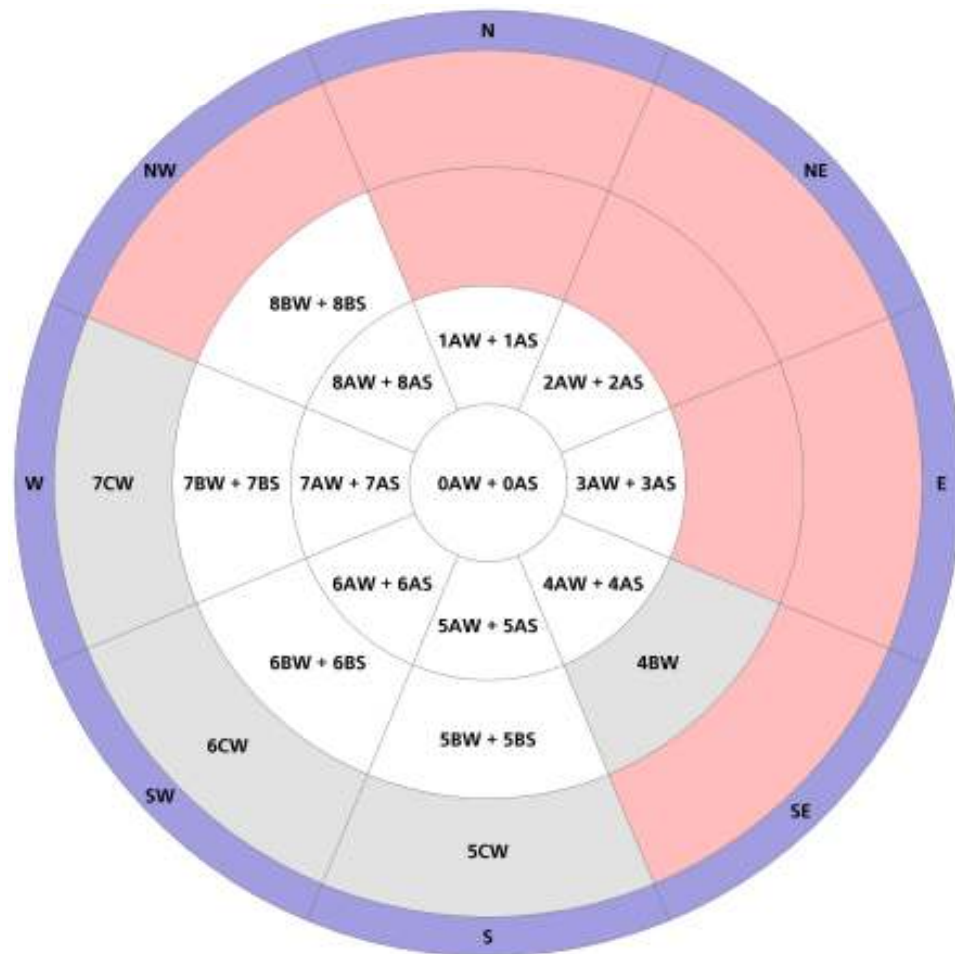 N
NW
NE
8BW + 8BS
1AW + 1AS
8AW + 8AS
2AW + 2AS
W
7CW
7BW + 7BS
7AW + 7AS
0AW + 0AS
3AW + 3AS
E
6AW + 6AS
4AW + 4AS
5AW + 5AS
6BW + 6BS
4BW
5BW + 5BS
6CW
SW
SE
5CW
S